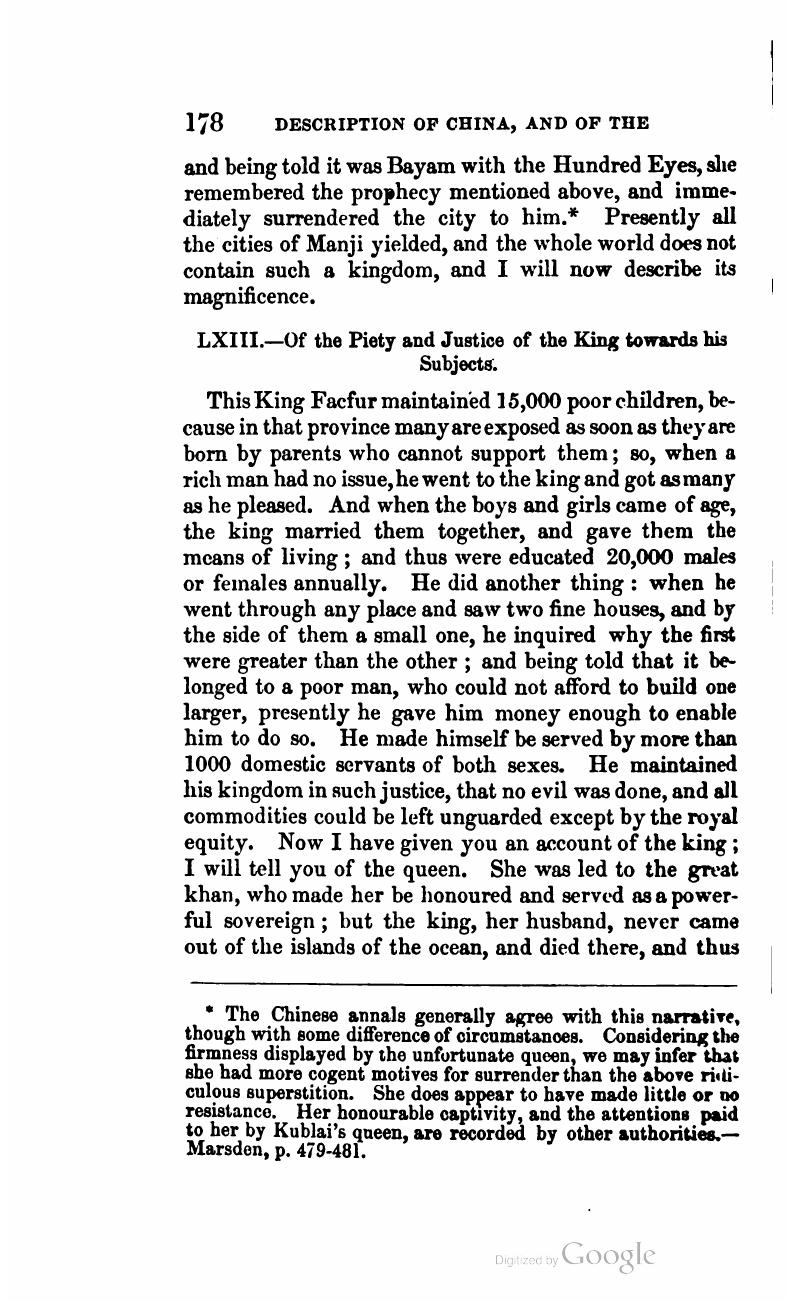 178 DESCRIPTION OF CHINA, AND OF THE
and being told it was Bayam with the Hundred Eyes, she
remembered the prophecy mentioned above, and imme-
diately surrendered the city to him.* Presently all
the cities of Manji yielded, and the whole world does not
contain such a kingdom, and I will now describe its
magnificence.
LXIII.—Of the Piety and Justice of the King towards his
Subjects.
This King Facfur maintained 15,000 poor children, be-
cause in that province many are exposed as soon as they are
born by parents who cannot support them; so, when a
rich man had no issue, he went to the king and got as many
as he pleased. And when the boys and girls came of age,
the king married them together, and gave them the
means of living; and thus were educated 20,000 males
or females annually. He did another thing: when he
went through any place and saw two fine houses, and by
the side of them a small one, he inquired why the first
were greater than the other; and being told that it be-
longed to a poor man, who could not afford to build one
larger, presently he gave him money enough to enable
him to do so. He made himself be served by more than
1000 domestic servants of both sexes. He maintained
his kingdom in such justice, that no evil was done, and all
commodities could be left unguarded except by the royal
equity. Now I have given you an account of the king;
I will tell you of the queen. She was led to the great
khan, who made her be honoured and served as a power-
ful sovereign; but the king, her husband, never came
out of the islands of the ocean, and died there, and thus
* The Chinese annals generally agree with this narrative,
though with some difference of circumstances. Considering the
firmness displayed by the unfortunate queen, we may infer that
she had more cogent motives for surrender than the above ridi-
culous superstition. She does appear to have made little or no
resistance. Her honourable captivity, and the attentions paid
to her by Kublai's queen, are recorded by other authorities.—
Marsden, p. 479-481.
Digitized by Google